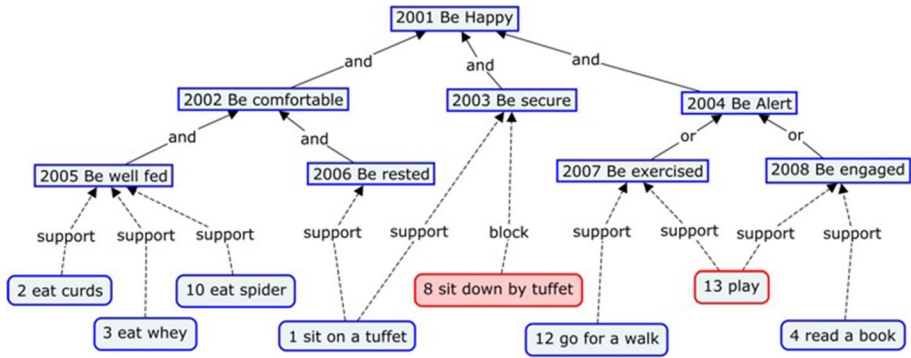 2001 Be Happy
and
and
and
2002 Be comfortable
2003 Be secure
2004 Be Alert
and
and
or
or
2005 Be well fed
2006 Be rested
2007 Be exercised
2008 Be engaged
support
support
support
support
support
block
support
support
support
support
2 eat curds
10 eat spider
8 sit down by tuffet
13 play
3 eat whey
1 sit on a tuffet
12 go for a walk
4 read a book